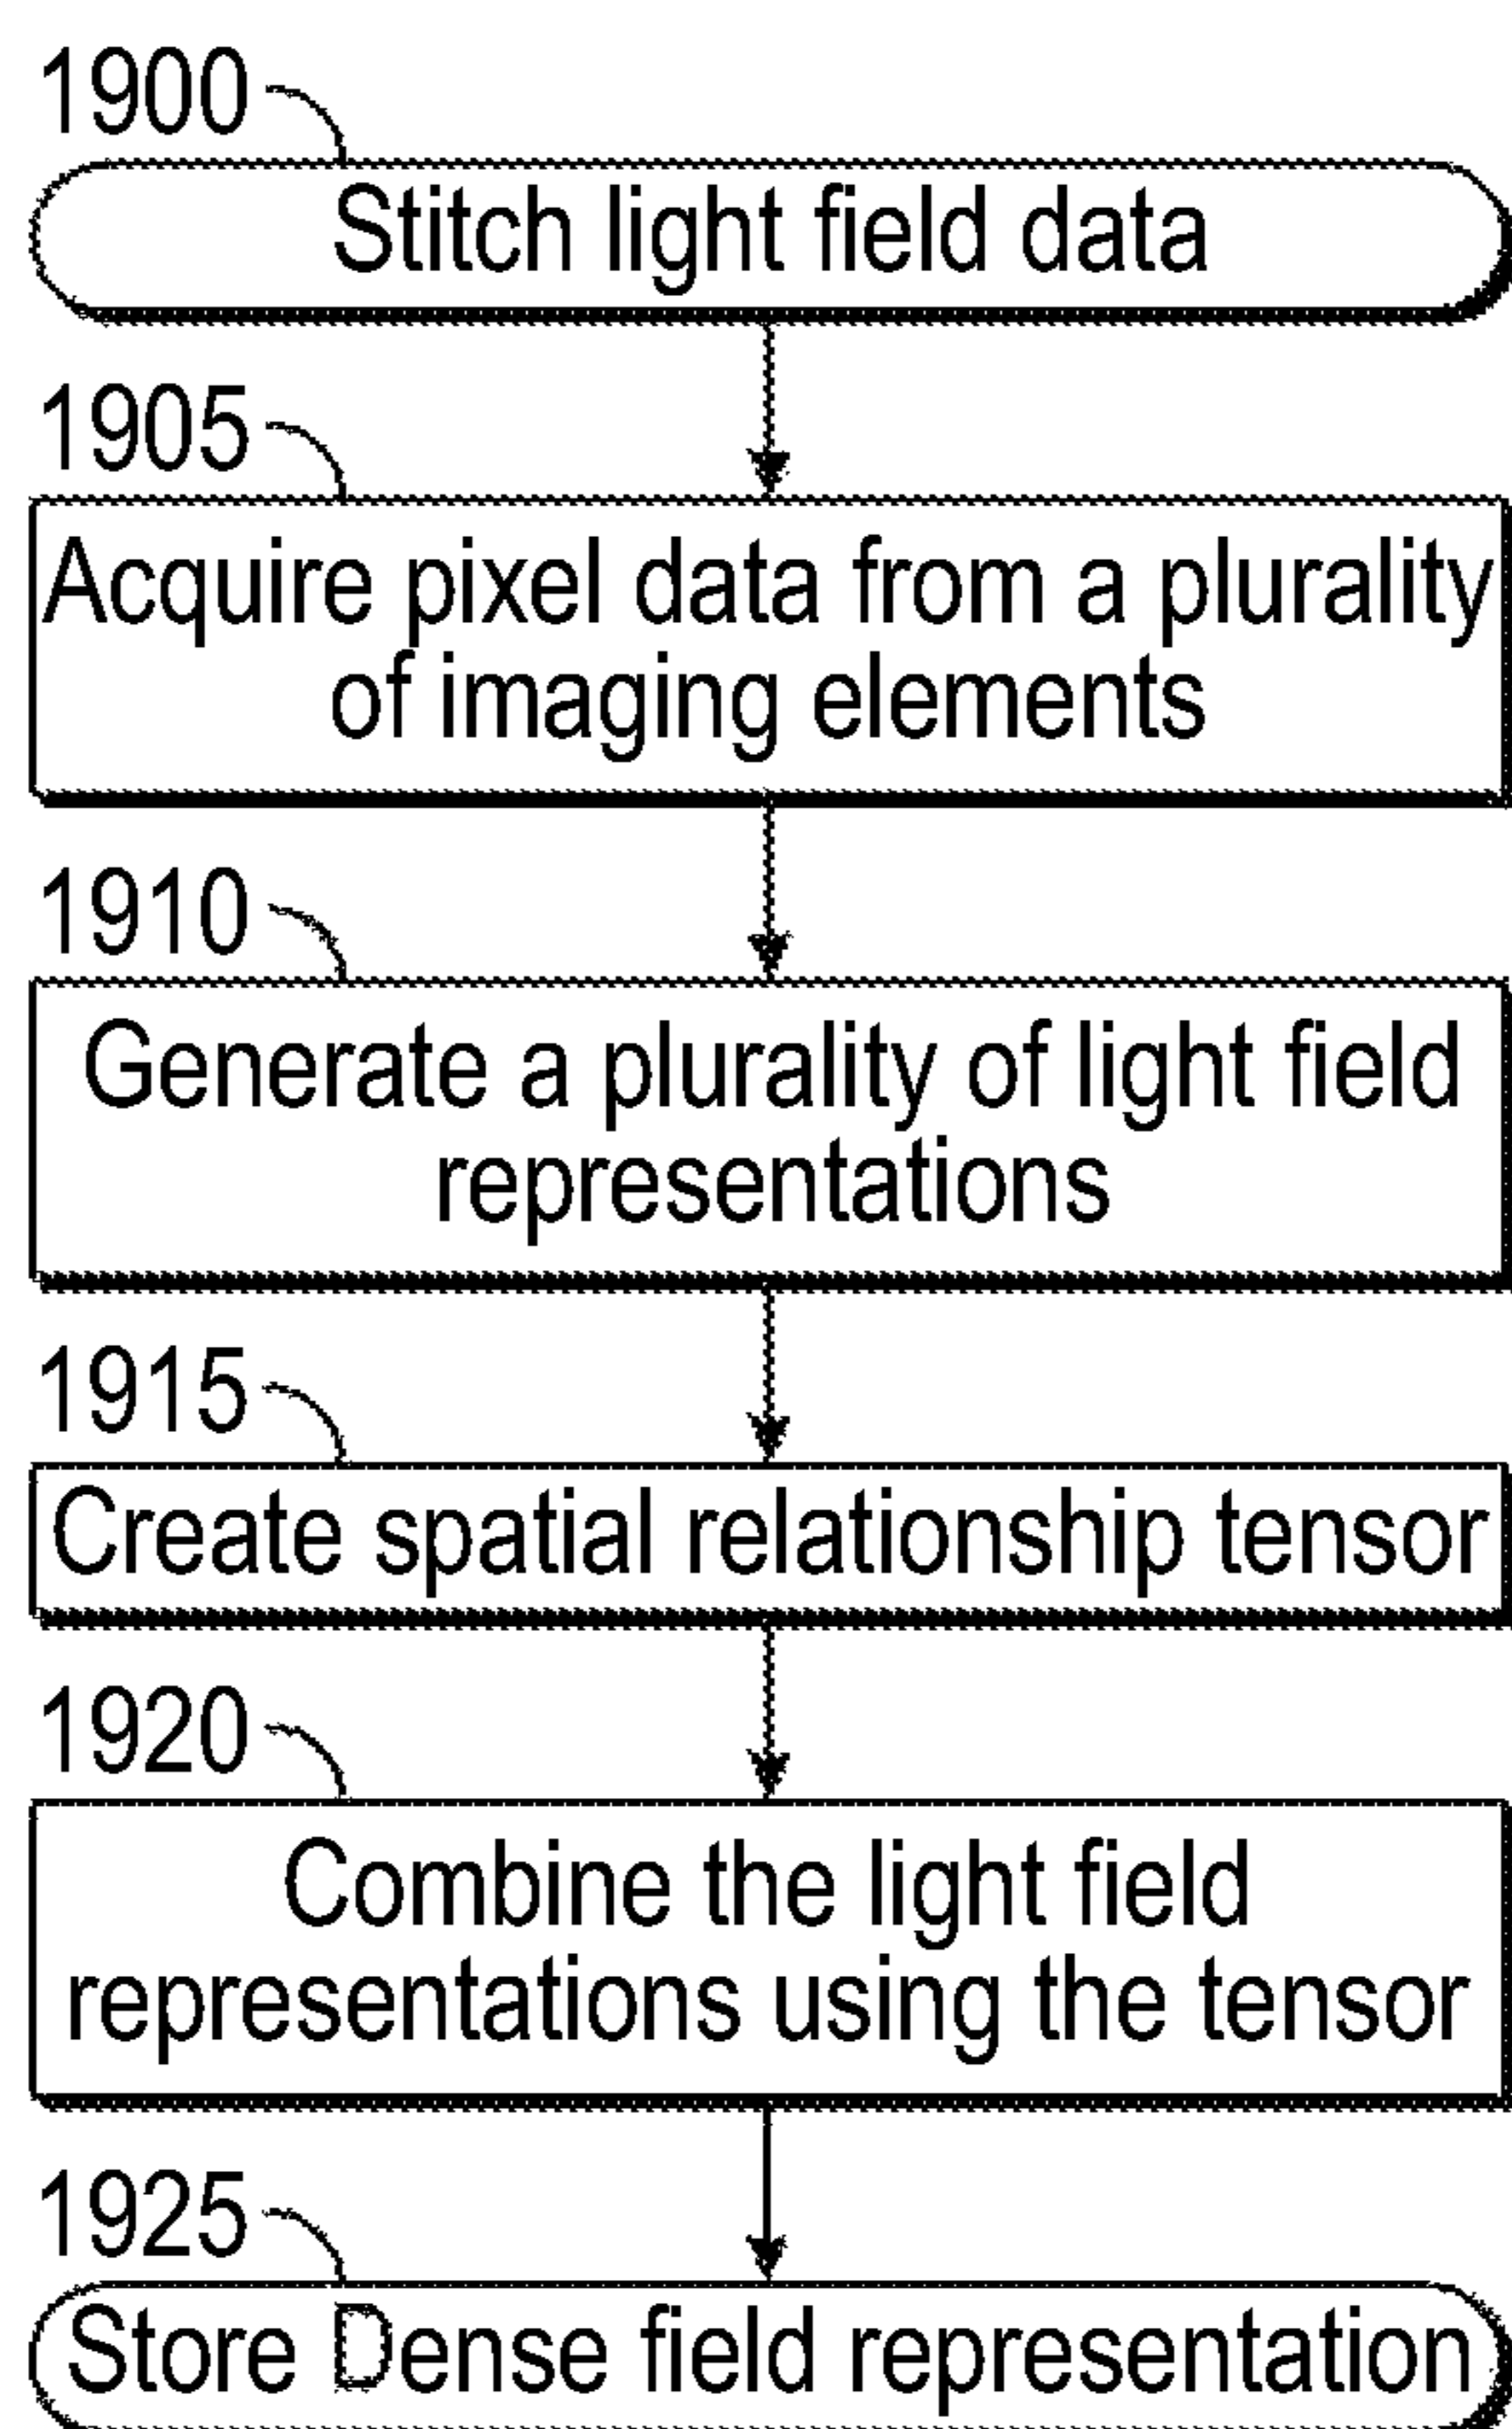 1900
Stitch light field data
1905
Acquire pixel data from a plurality
of imaging elements
1910
Generate a plurality of light field
representations
1915
Create spatial relationship tensor
1920
Combine the light field
representations using the tensor
1925
Store Dense field representation